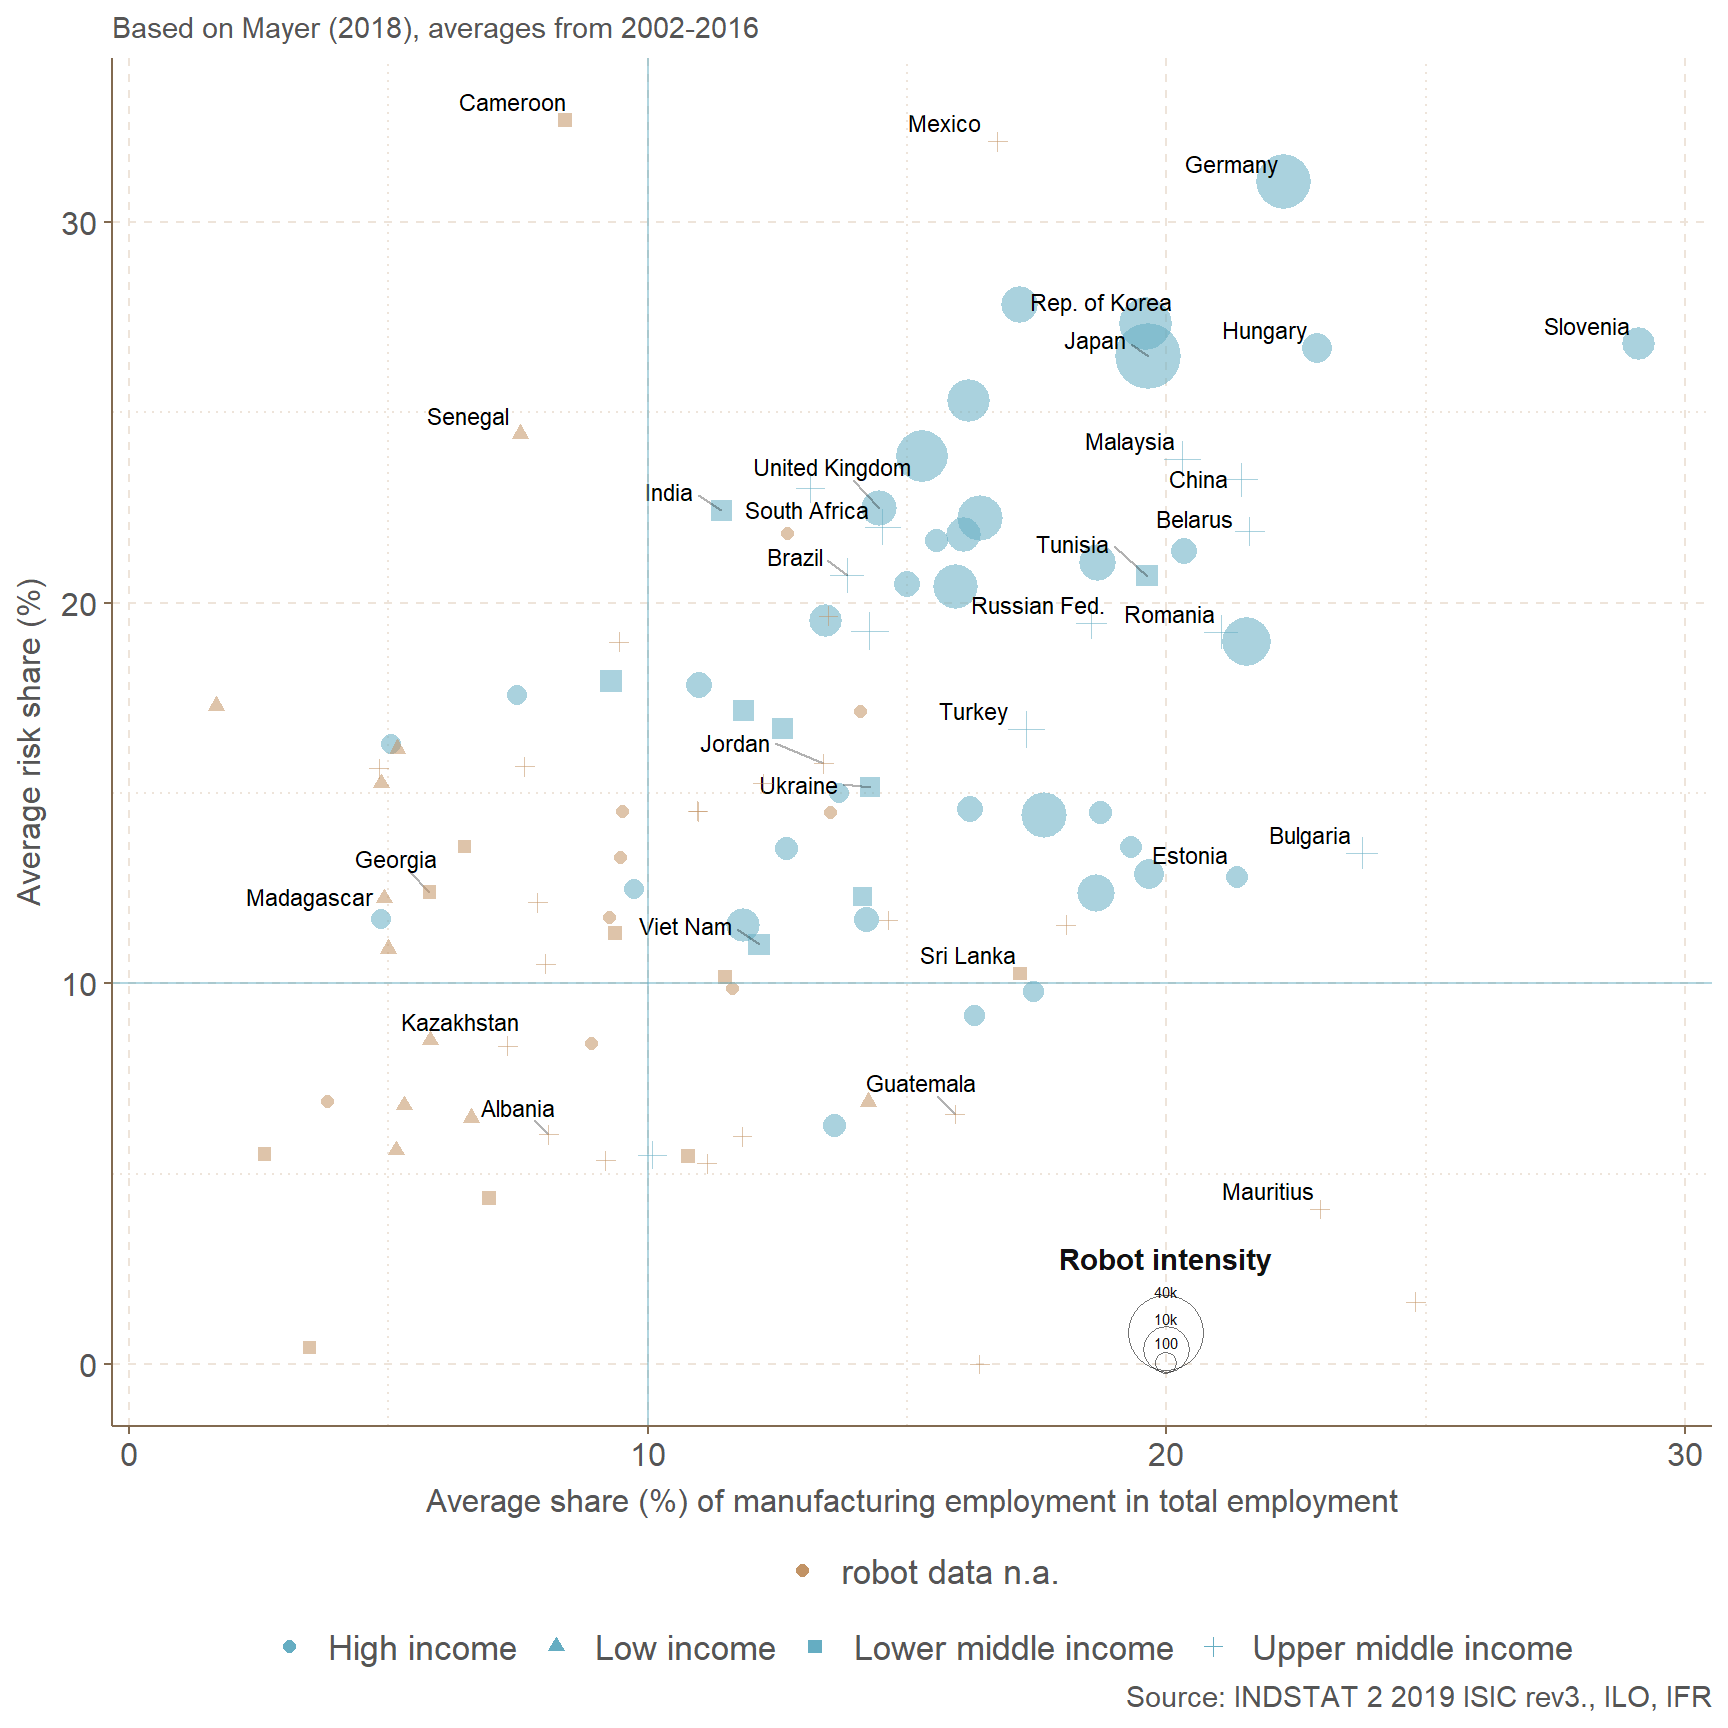 Based on Mayer (2018), averages from 2002-2016
Cameroon
Mexico
Germany
30
Rep. of Korea
Japan
Hungary
Slovenia
Senegal
Malaysia
United Kingdom
China
India
South Africa
Belarus
Tunisia
Brazil
Average risk share (%)
20
Russian Fed.
Romania
Turkey
Jordan
Ukraine
Bulgaria
Georgia
Estonia
Madagascar
Viet Nam
Sri Lanka
10
Kazakhstan
Guatemala
Albania
Mauritius
Robot intensity
40k
10k
100
0
0
10
20
30
Average share (%) of manufacturing employment in total employment
robot data n.a.
High income
Low income
Lower middle income
Upper middle income
Source: INDSTAT 2 2019 ISIC rev3., ILO, IFR